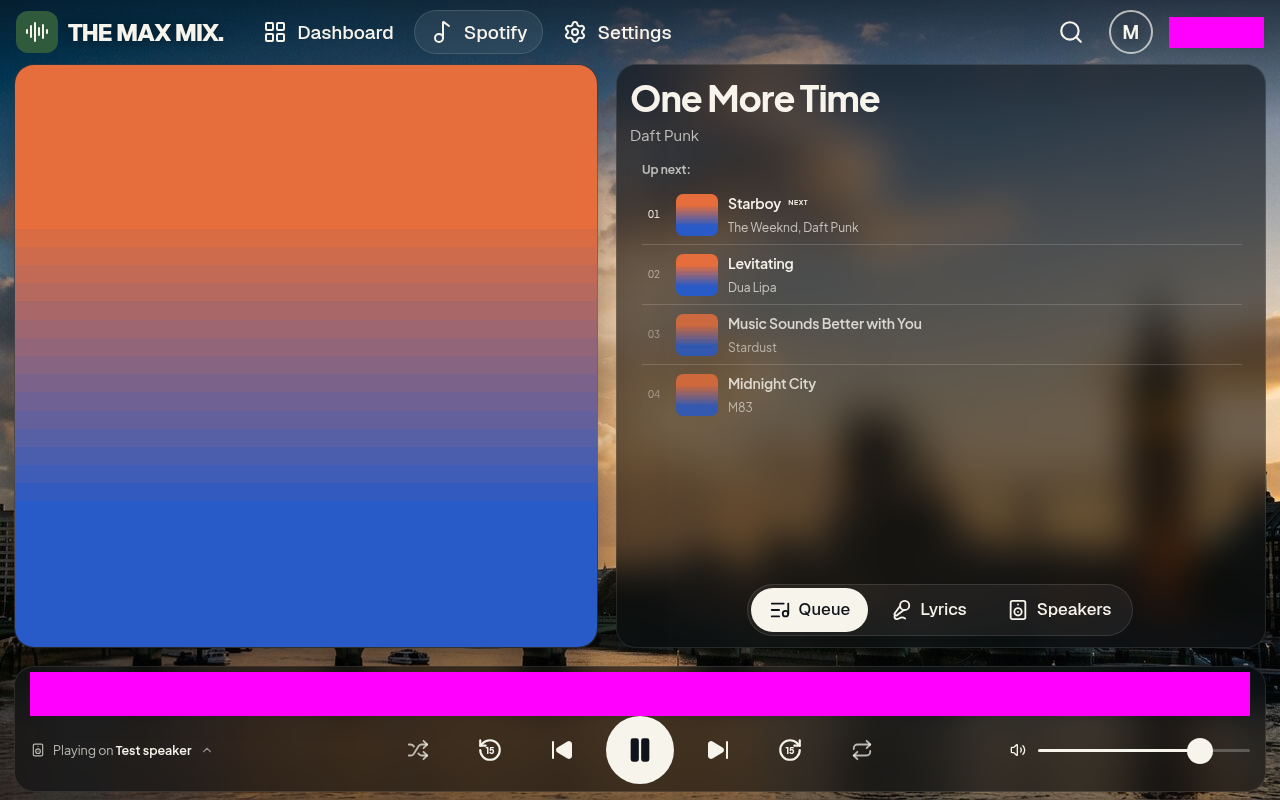 THE MAX MIX.
Dashboard
Spotify
Settings
M
One More Time
Daft Punk
Up next:
01
Starboy NEXT
The Weeknd, Daft Punk
02
Levitating
Dua Lipa
03
Music Sounds Better with You
Stardust
04
Midnight City
M83
Queue
Lyrics
Speakers
Playing on Test speaker
15
15